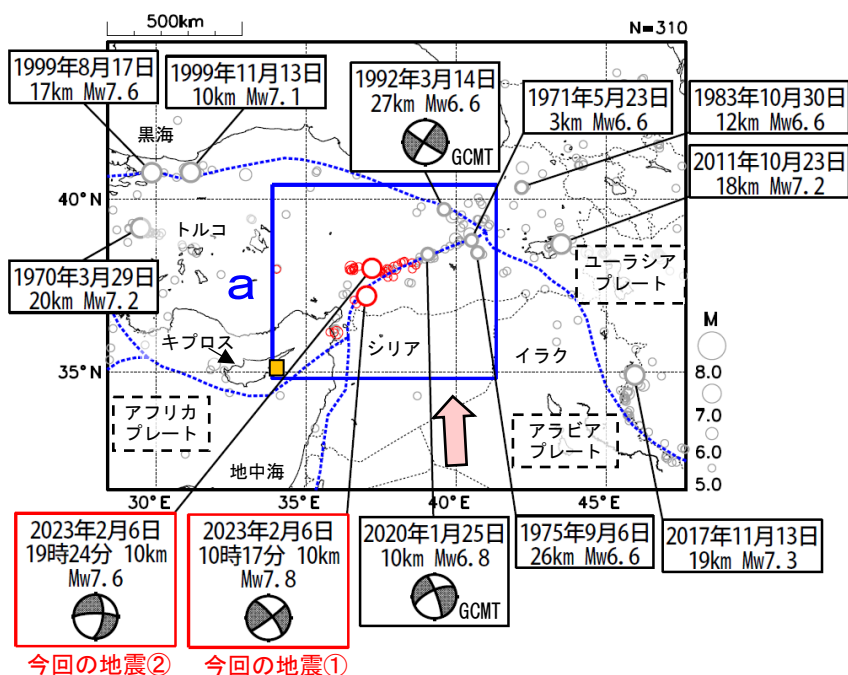 500km
N=310
1999年8月17日
17km Mw7.6
1999年11月13日
10km Mw7.1
1992年3月14日
27km Mw6.6
GCMT
1971年5月23日
3km Mw6.6
1983年10月30日
12km Mw6.6
2011年10月23日
18km Mw7.2
黒海
40°N
トルコ
1970年3月29日
20km Mw7.2
a
ユーラシア
プレート
キプロス
シリア
イラク
35°N
アフリカ
プレート
アラビア
プレート
地中海
M
8.0
7.0
6.0
5.0
30°E
35°E
40°E
45°E
2023年2月6日
19時24分 10km
Mw7.6
今回の地震②
2023年2月6日
10時17分 10km
Mw7.8
今回の地震①
2020年1月25日
10km Mw6.8
GCMT
1975年9月6日
26km Mw6.6
2017年11月13日
19km Mw7.3